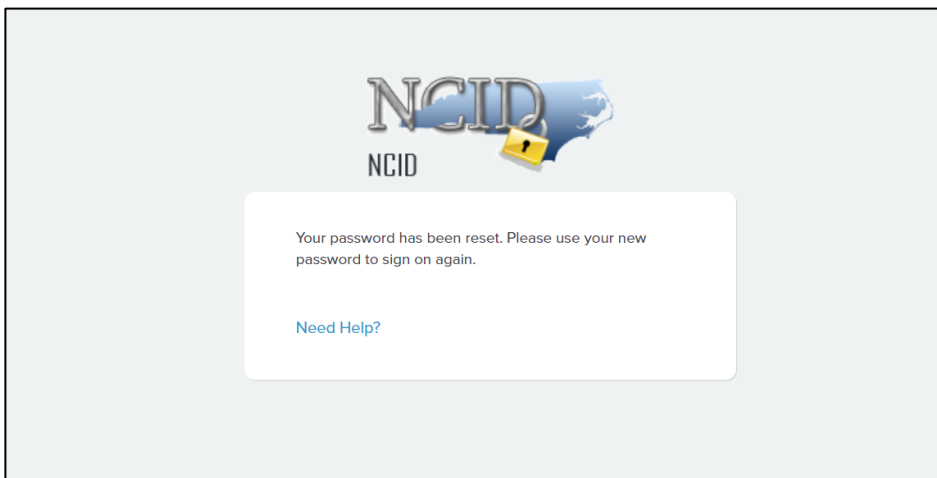 NCID
NCID
Your password has been reset. Please use your new
password to sign on again.
Need Help?